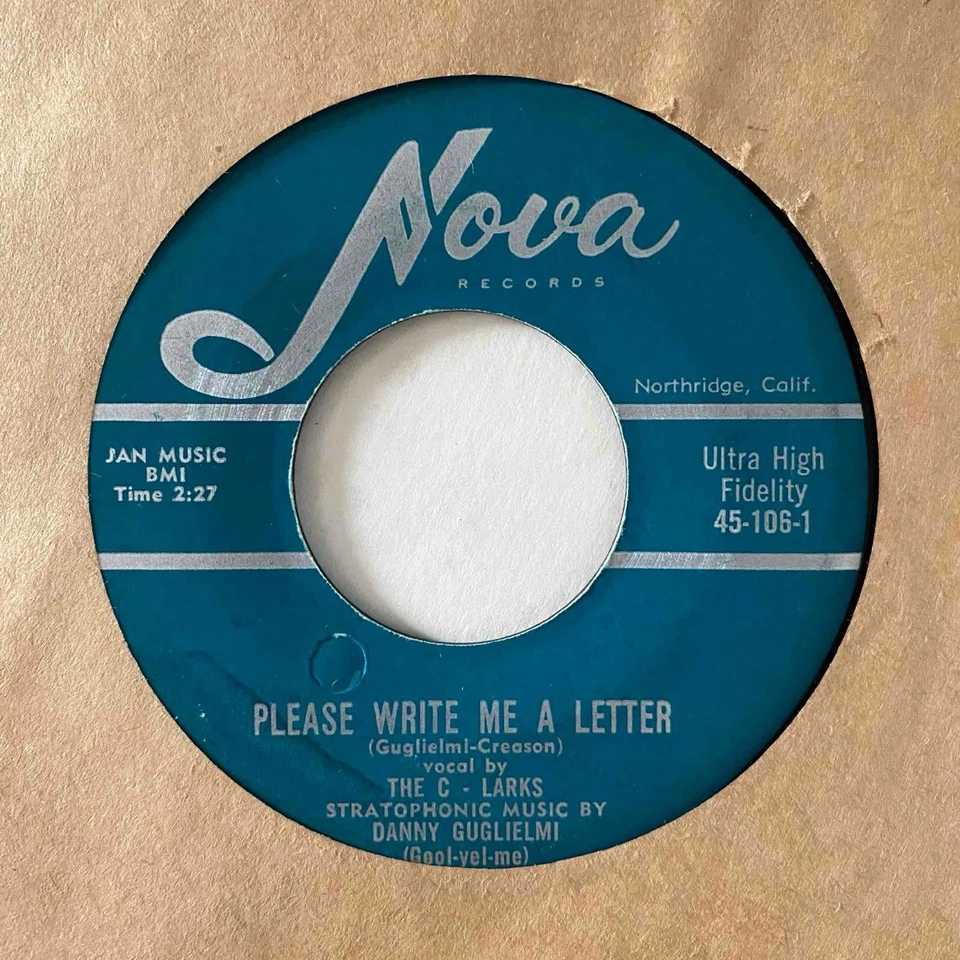 Nova
RECORDS
Northridge, Calif.
JAN MUSIC
BMI
Time 2:27
Ultra High
Fidelity
45-106-1
PLEASE WRITE ME A LETTER
(Guglielmi-Creason)
vocal by
THE C - LARKS
STRATOPHONIC MUSIC BY
DANNY GUGLIELMI
(Gool-yel-me)